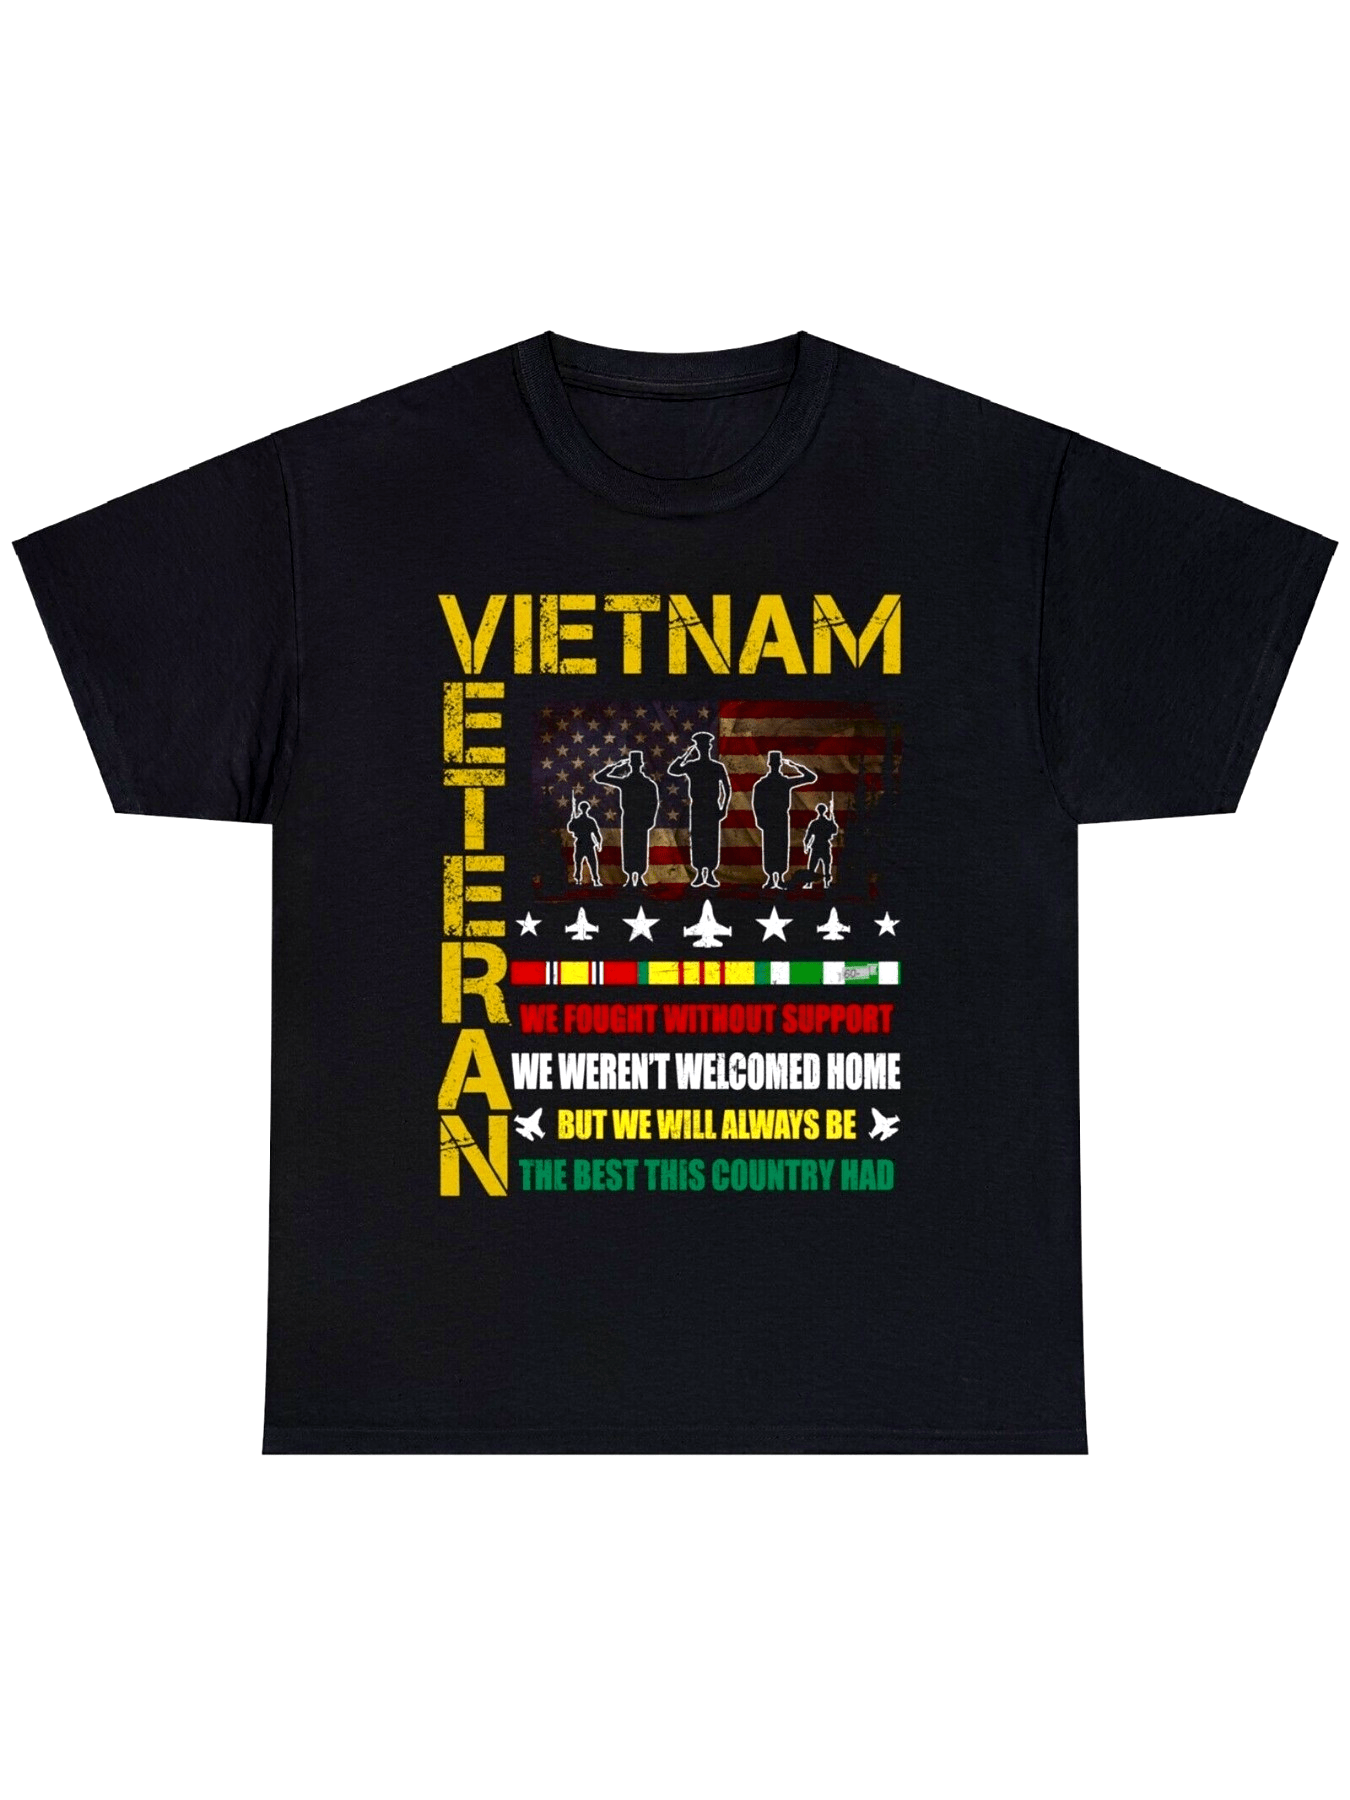 VIETNAM
VETERAN
60-
WE FOUGHT WITHOUT SUPPORT
WE WEREN'T WELCOMED HOME
BUT WE WILL ALWAYS BE
THE BEST THIS COUNTRY HAD